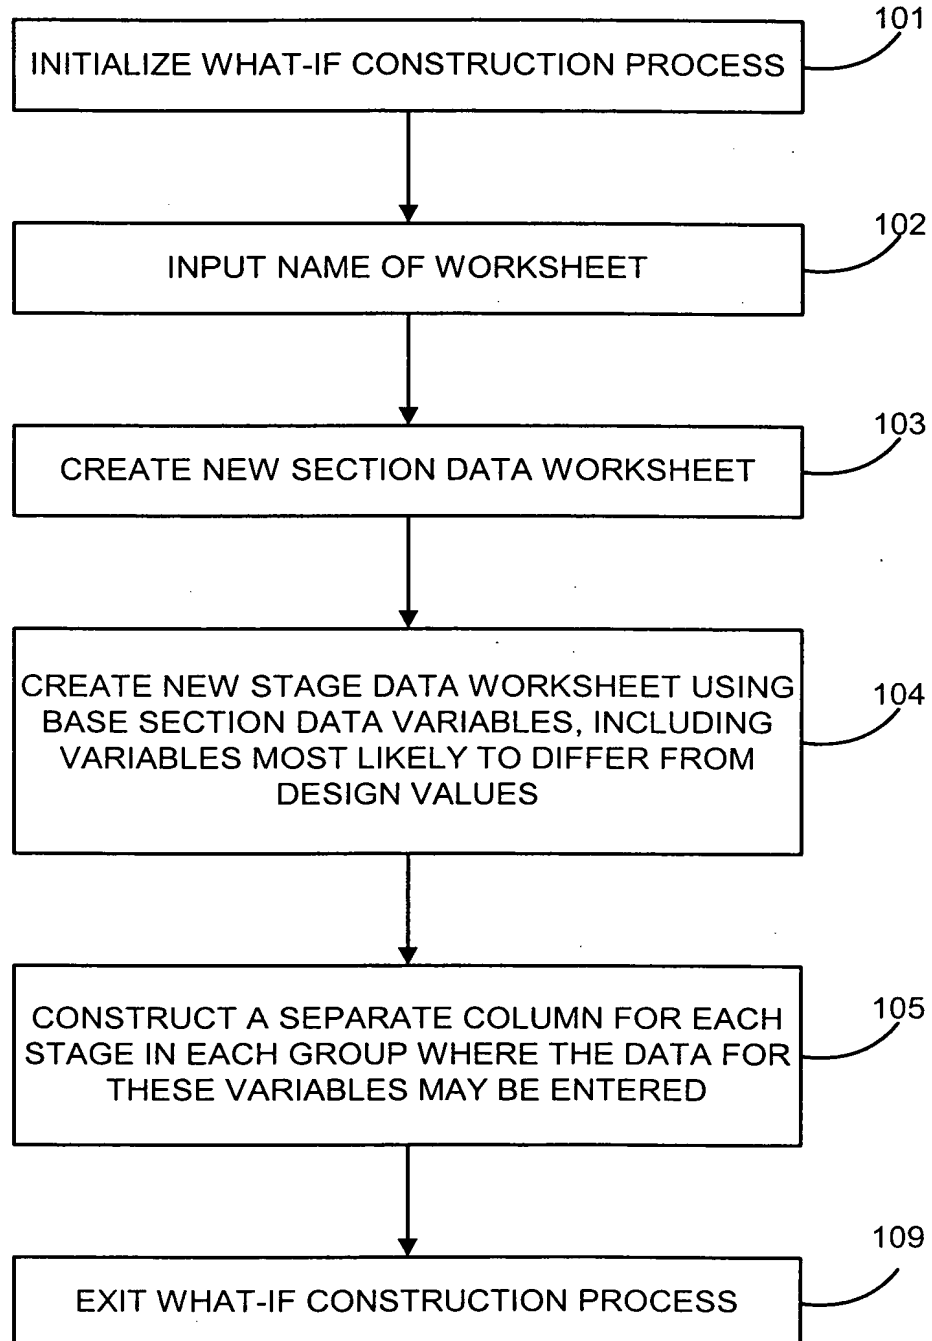 101
INITIALIZE WHAT-IF CONSTRUCTION PROCESS
102
INPUT NAME OF WORKSHEET
103
CREATE NEW SECTION DATA WORKSHEET
104
CREATE NEW STAGE DATA WORKSHEET USING
BASE SECTION DATA VARIABLES, INCLUDING
VARIABLES MOST LIKELY TO DIFFER FROM
DESIGN VALUES
105
CONSTRUCT A SEPARATE COLUMN FOR EACH
STAGE IN EACH GROUP WHERE THE DATA FOR
THESE VARIABLES MAY BE ENTERED
109
EXIT WHAT-IF CONSTRUCTION PROCESS